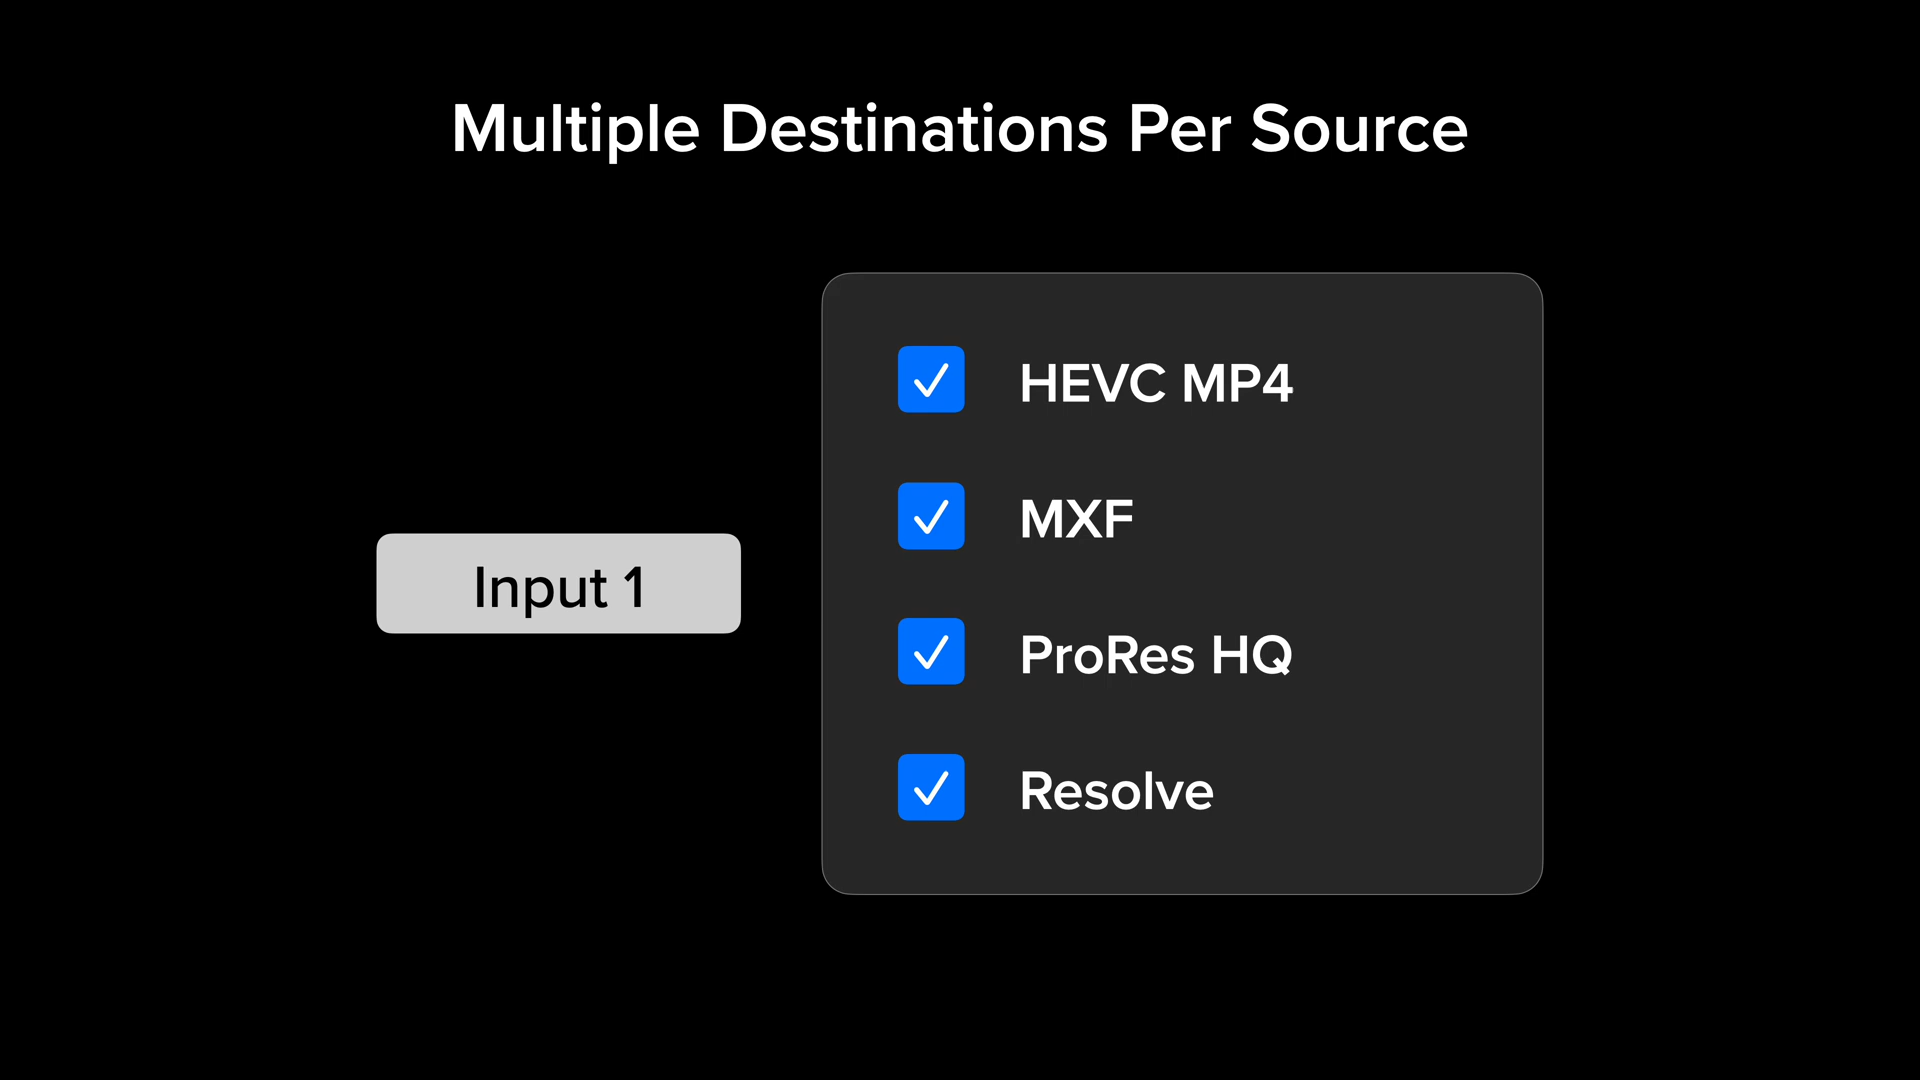 Multiple Destinations Per Source
Input 1
HEVC MP4
MXF
ProRes HQ
Resolve